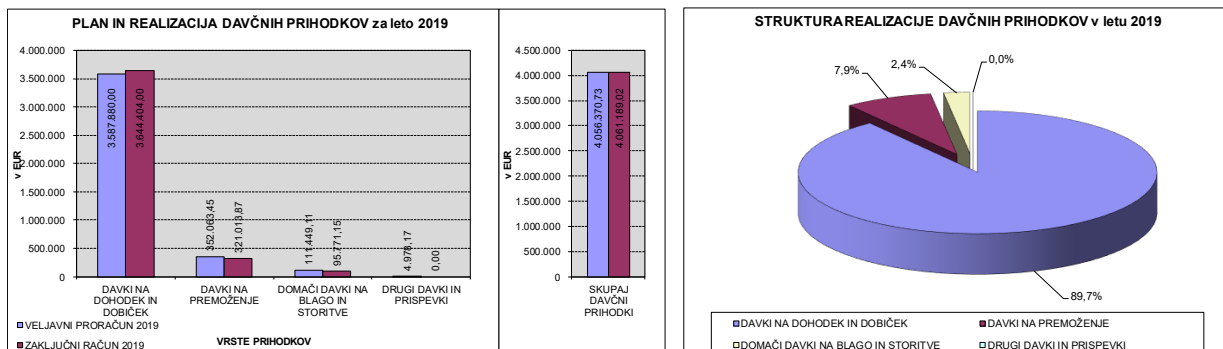 PLAN IN REALIZACIJA DAVČNIH PRIHODKOV za leto 2019
4.000.000
3.500.000
3.000.000
2.500.000
2.000.000
1.500.000
1.000.000
500.000
0
v EUR
3.587.880,00
3.644.404,00
352.063,45
321.013,87
111.449,11
95.771,15
4.978,17
0,00
DAVKI NA
DOHODEK IN
DOBIČEK
DAVKI NA
PREMOŽENJE
DOMAČI DAVKI NA
BLAGO IN
STORITVE
DRUGI DAVKI IN
PRISPEVKI
VELJAVNI PRORAČUN 2019
ZAKLJUČNI RAČUN 2019
VRSTE PRIHODKOV
4.500.000
4.000.000
3.500.000
3.000.000
2.500.000
2.000.000
1.500.000
1.000.000
500.000
0
v EUR
4.056.370,73
4.061.189,02
SKUPAJ
DAVČNI
PRIHODKI
STRUKTURA REALIZACIJE DAVČNIH PRIHODKOV v letu 2019
7,9%
2,4%
0,0%
89,7%
DAVKI NA DOHODEK IN DOBIČEK
DAVKI NA PREMOŽENJE
DOMAČI DAVKI NA BLAGO IN STORITVE
DRUGI DAVKI IN PRISPEVKI